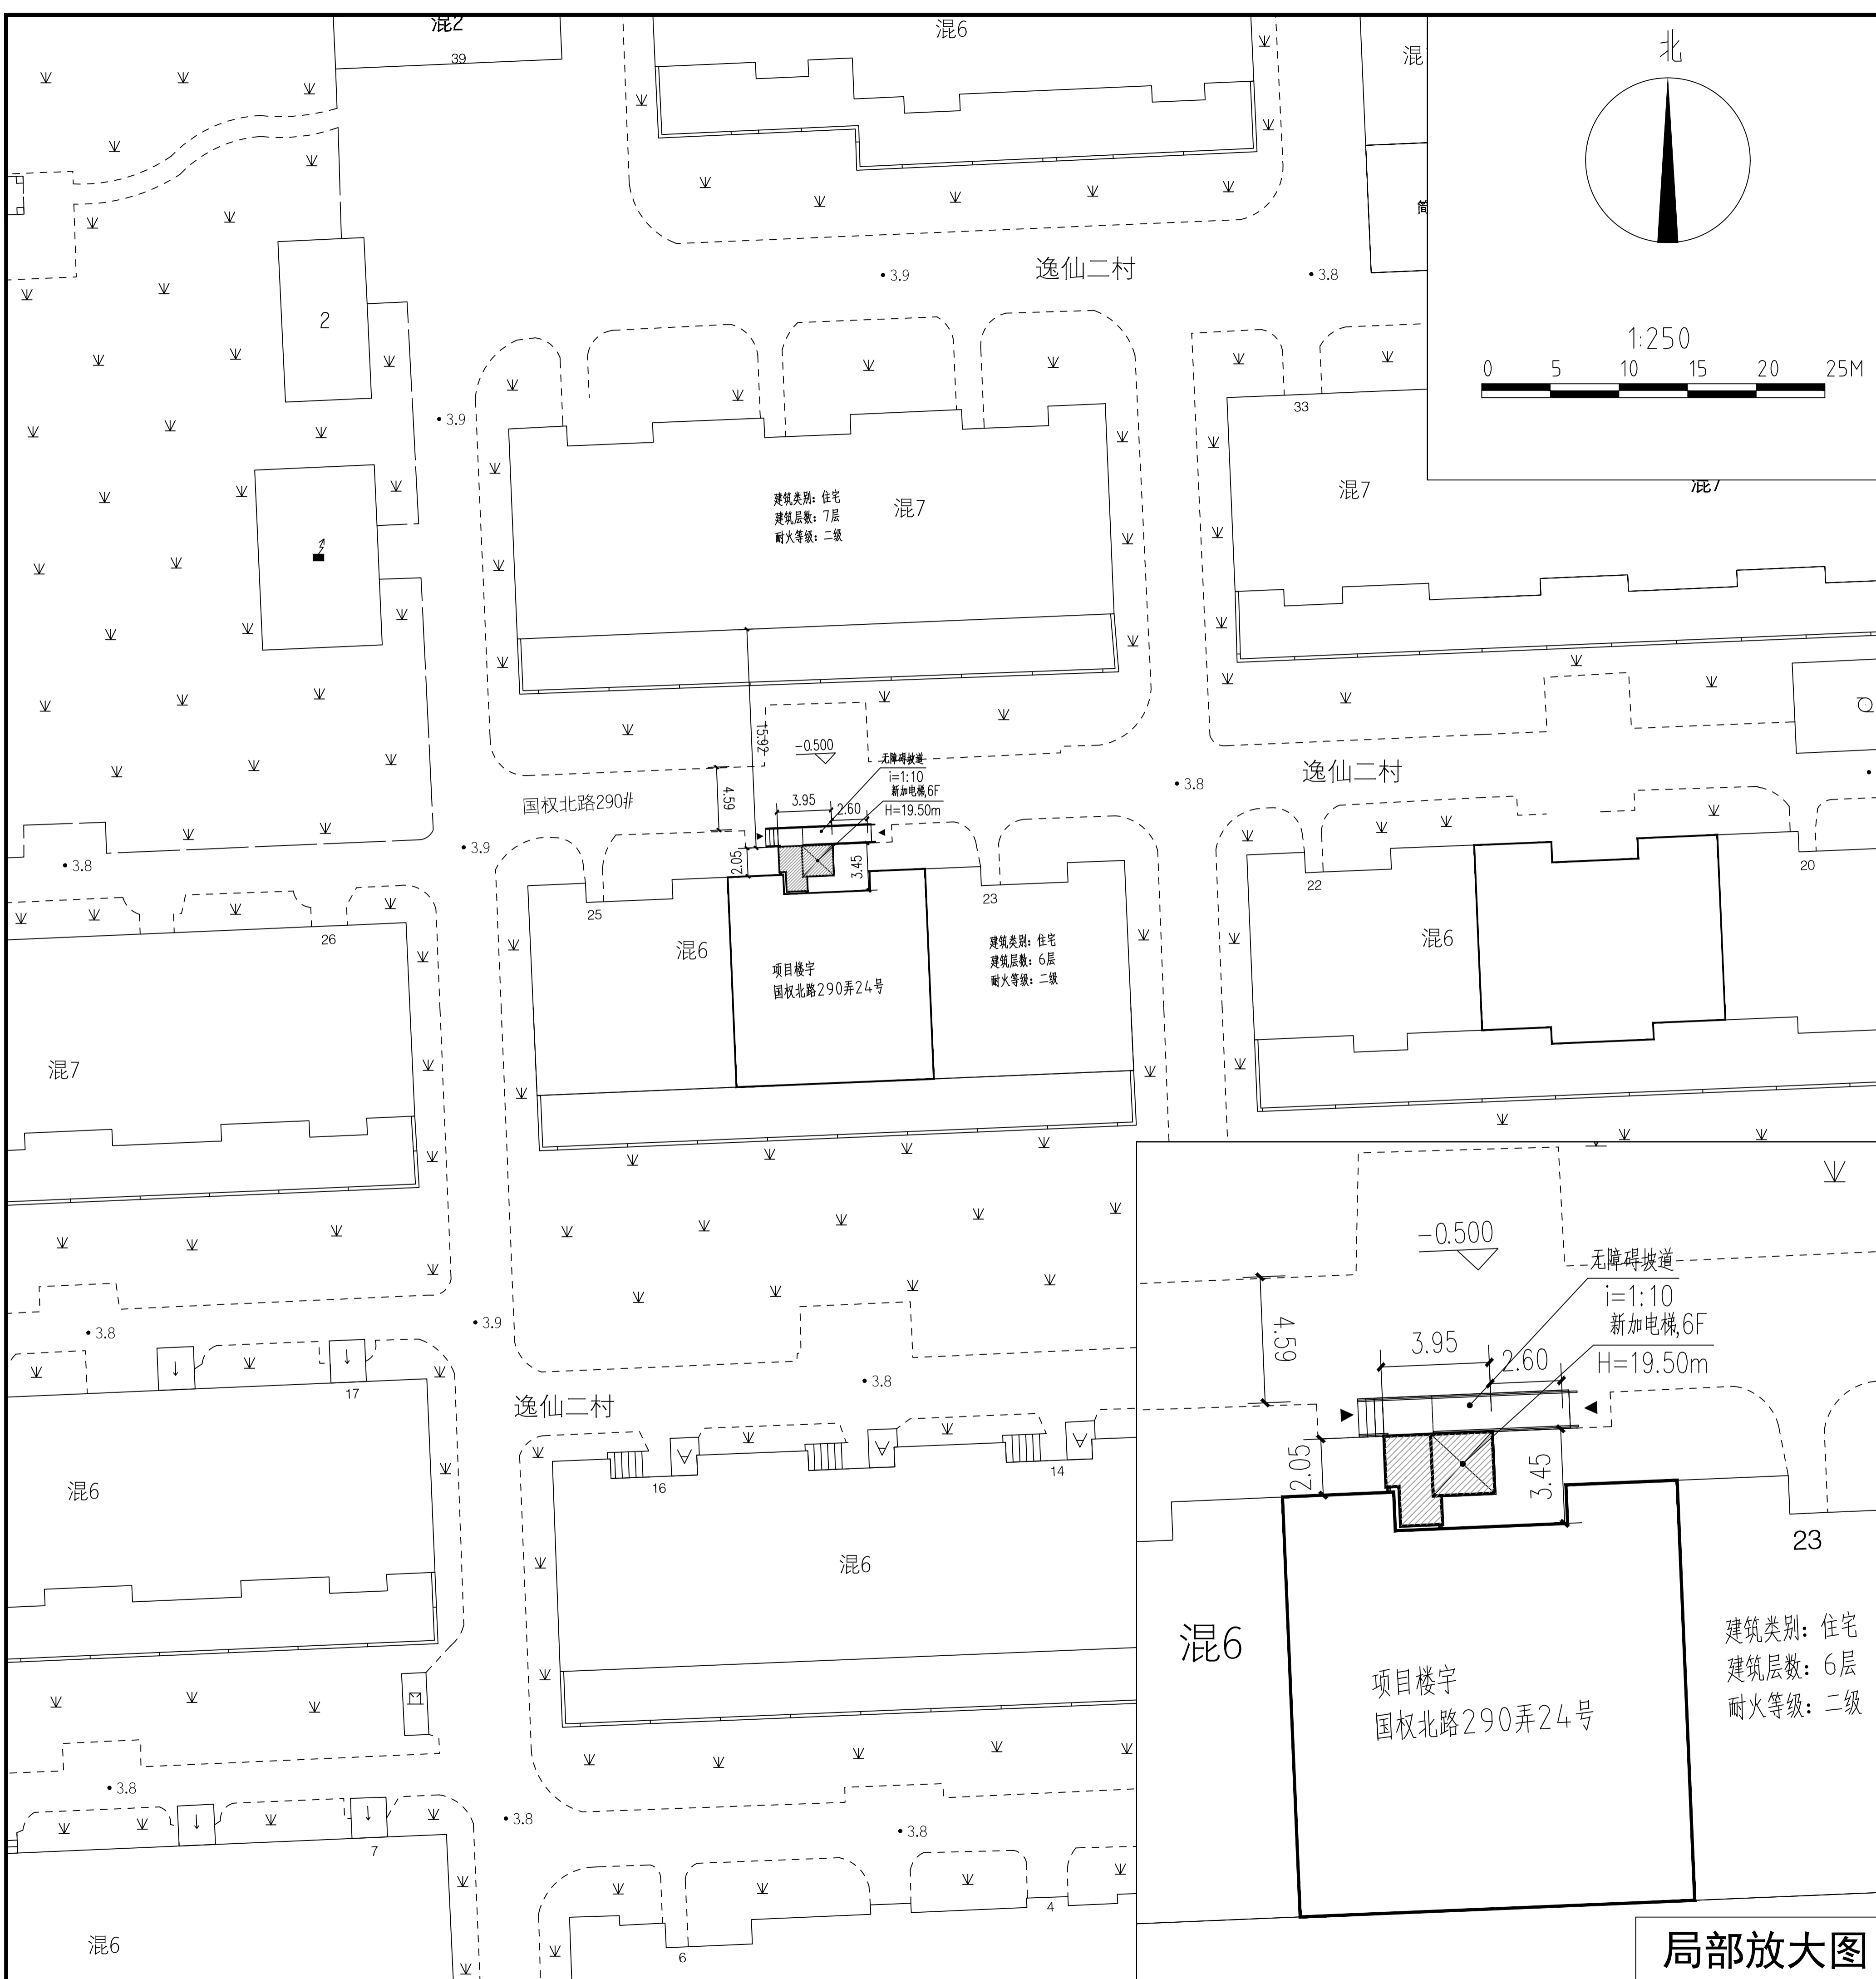 混2
39
混6
混
北
1:250
0 5 10 15 20 25M
逸仙二村
3.9
3.8
2
3.9
33
建筑类别：住宅
建筑层数：7层
耐火等级：二级
混7
混7
混7
15.92
-0.500
无障碍坡道
i=1:10
新加电梯,6F
H=19.50m
国权北路290#
4.59
3.95
2.60
逸仙二村
3.8
3.9
3.8
2.05
3.45
25
23
22
20
26
混6
建筑类别：住宅
建筑层数：6层
耐火等级：二级
项目楼宇
国权北路290弄24号
混6
混7
3.9
3.8
3.8
17
逸仙二村
16
14
混6
混6
3.8
3.8
3.8
7
6
4
混6
-0.500
无障碍坡道
i=1:10
新加电梯,6F
H=19.50m
4.59
3.95
2.60
2.05
3.45
23
混6
建筑类别：住宅
建筑层数：6层
耐火等级：二级
项目楼宇
国权北路290弄24号
局部放大图